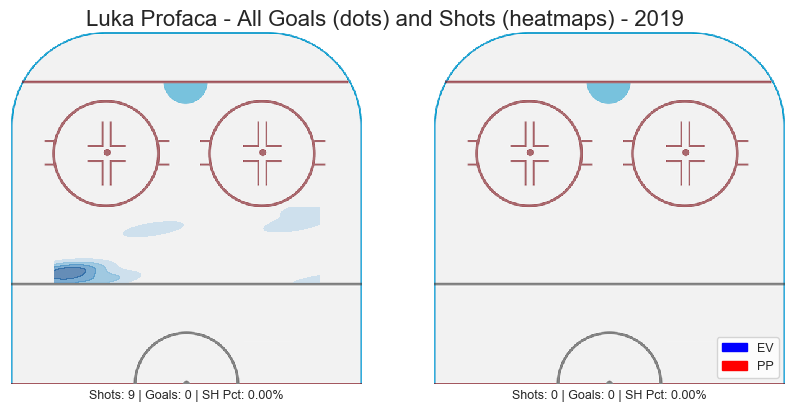 Luka Profaca - All Goals (dots) and Shots (heatmaps) - 2019
EV
PP
Shots: 9 | Goals: 0 | SH Pct: 0.00%
Shots: 0 | Goals: 0 | SH Pct: 0.00%